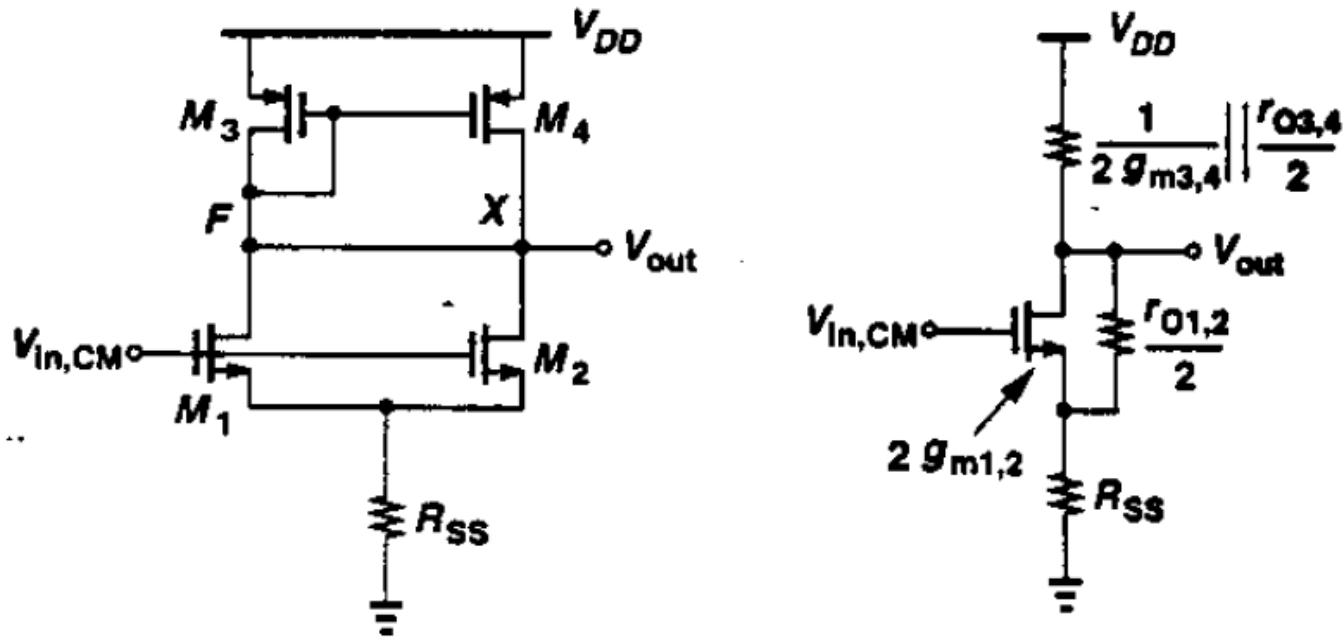 V_DD
M_3
M_4
F
X
V_out
V_in,CM
M_1
M_2
R_SS
V_DD
1 / 2 g_m3,4 || r_O3,4 / 2
V_out
V_in,CM
r_O1,2 / 2
2 g_m1,2
R_SS